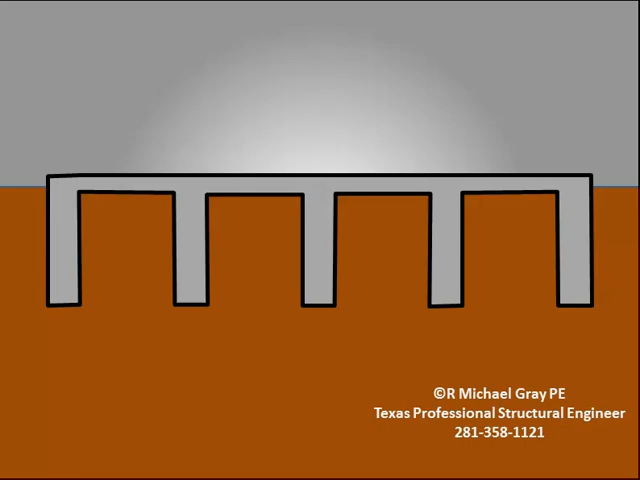 ©R Michael Gray PE
Texas Professional Structural Engineer
281-358-1121